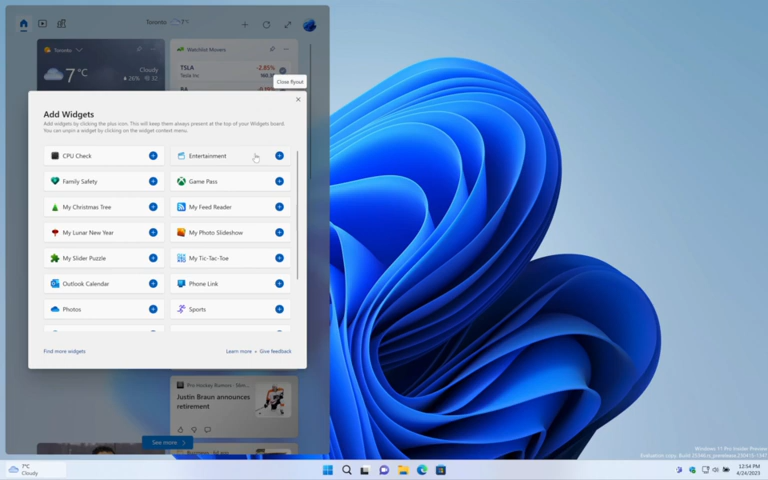 Toronto 7°C
Toronto
Cloudy
7°C
26%
Watchlist Movers
TSLA
-2.85%
Tesla Inc
Close flyout
Add Widgets
Add widgets by clicking the plus icon. This will keep them always present at the top of your Widgets board.
You can unpin a widget by clicking on the widget context menu.
CPU Check
Entertainment
Family Safety
Game Pass
My Christmas Tree
My Feed Reader
My Lunar New Year
My Photo Slideshow
My Slider Puzzle
My Tic-Tac-Toe
Outlook Calendar
Phone Link
Photos
Sports
Find more widgets
Learn more • Give feedback
Pro Hockey Rumors
Justin Braun announces
retirement
See more
Windows 11 Pro Insider Preview
7°C
Cloudy
12:54 PM
4/24/2023